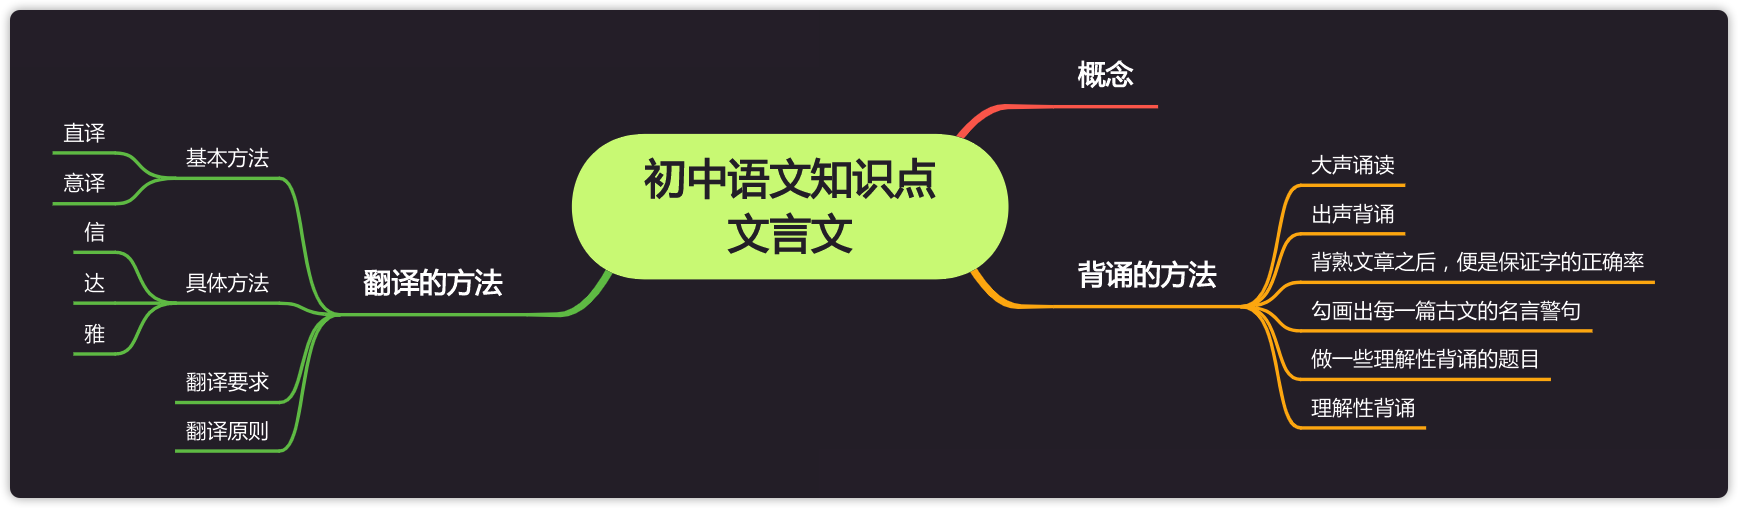 初中语文知识点
文言文
概念
背诵的方法
大声诵读
出声背诵
背熟文章之后，便是保证字的正确率
勾画出每一篇古文的名言警句
做一些理解性背诵的题目
理解性背诵
翻译的方法
基本方法
直译
意译
具体方法
信
达
雅
翻译要求
翻译原则